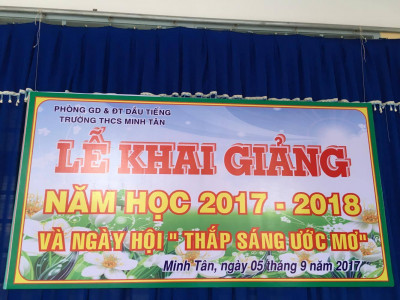 PHÒNG GD & ĐT DẦU TIẾNG
TRƯỜNG THCS MINH TÂN
LỄ KHAI GIẢNG
NĂM HỌC 2017 - 2018
VÀ NGÀY HỘI " THẮP SÁNG ƯỚC MƠ"
Minh Tân, ngày 05 tháng 9 năm 2017